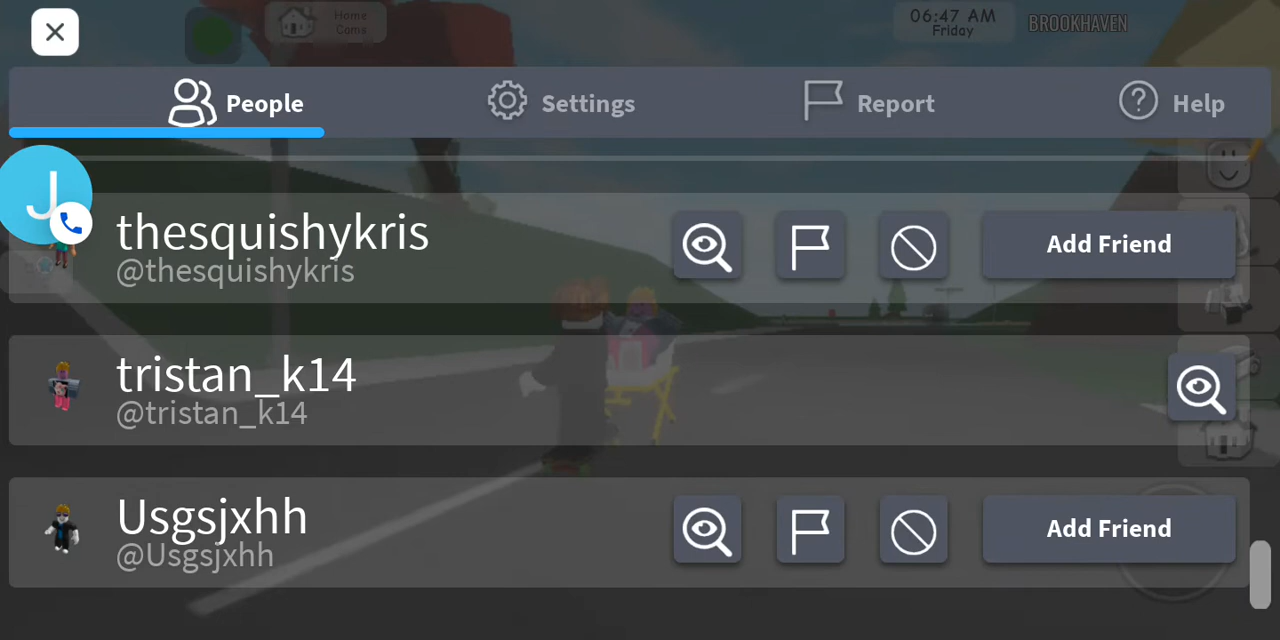 Home
Came
06:47 AM
Friday
BROOKHAVEN
People
Settings
Report
Help
J
thesquishykris
@thesquishykris
Add Friend
tristan_k14
@tristan_k14
Usgsjxhh
@Usgsjxhh
Add Friend